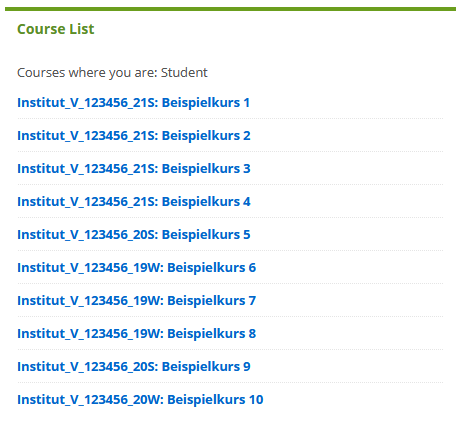 Course List
Courses where you are: Student
Institut_V_123456_21S: Beispielkurs 1
Institut_V_123456_21S: Beispielkurs 2
Institut_V_123456_21S: Beispielkurs 3
Institut_V_123456_21S: Beispielkurs 4
Institut_V_123456_20S: Beispielkurs 5
Institut_V_123456_19W: Beispielkurs 6
Institut_V_123456_19W: Beispielkurs 7
Institut_V_123456_19W: Beispielkurs 8
Institut_V_123456_20S: Beispielkurs 9
Institut_V_123456_20W: Beispielkurs 10